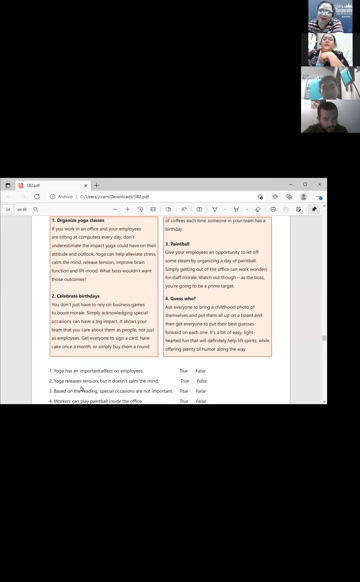 SB2.pdf
Archivo
C:/Users/jcram/Downloads/SB2.pdf
1. Organize yoga classes
If you work in an office and your employees
are sitting at computers every day, don't
underestimate the impact yoga could have on their
attitude and outlook. Yoga can help alleviate stress,
calm the mind, release tension, improve brain
function and lift mood. What boss wouldn't want
those outcomes?
2. Celebrate birthdays
You don't just have to rely on business games
to boost morale. Simply acknowledging special
occasions can have a big impact. It shows your
team that you care about them as people, not just
as employees. Get everyone to sign a card, have
cake once a month, or simply buy them a round
of coffees each time someone in your team has a
birthday.
3. Paintball
Give your employees an opportunity to let off
some steam by organizing a day of paintball.
Simply getting out of the office can work wonders
for staff morale. Watch out though – as the boss,
you're going to be a prime target.
4. Guess who?
Ask everyone to bring a childhood photo of
themselves and put them all up on a board and
then get everyone to put their best guesses
forward on each one. It's a bit of easy, light-
hearted fun that will definitely help lift spirits, while
offering plenty of humor along the way.
1. Yoga has an important effect on employees. True False
2. Yoga releases tension, but it doesn't calm the mind. True False
3. Based on the reading, special occasions are not important. True False
4. Workers can play paintball inside the office. True False